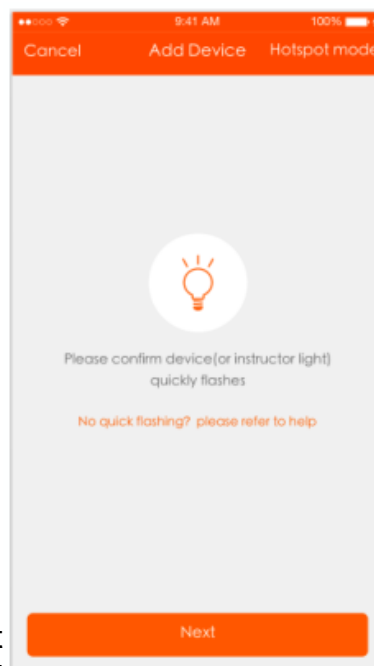 9:41 AM 100%
Cancel Add Device Hotspot mode
Please confirm device(or instructor light)
quickly flashes
No quick flashing? please refer to help
Next